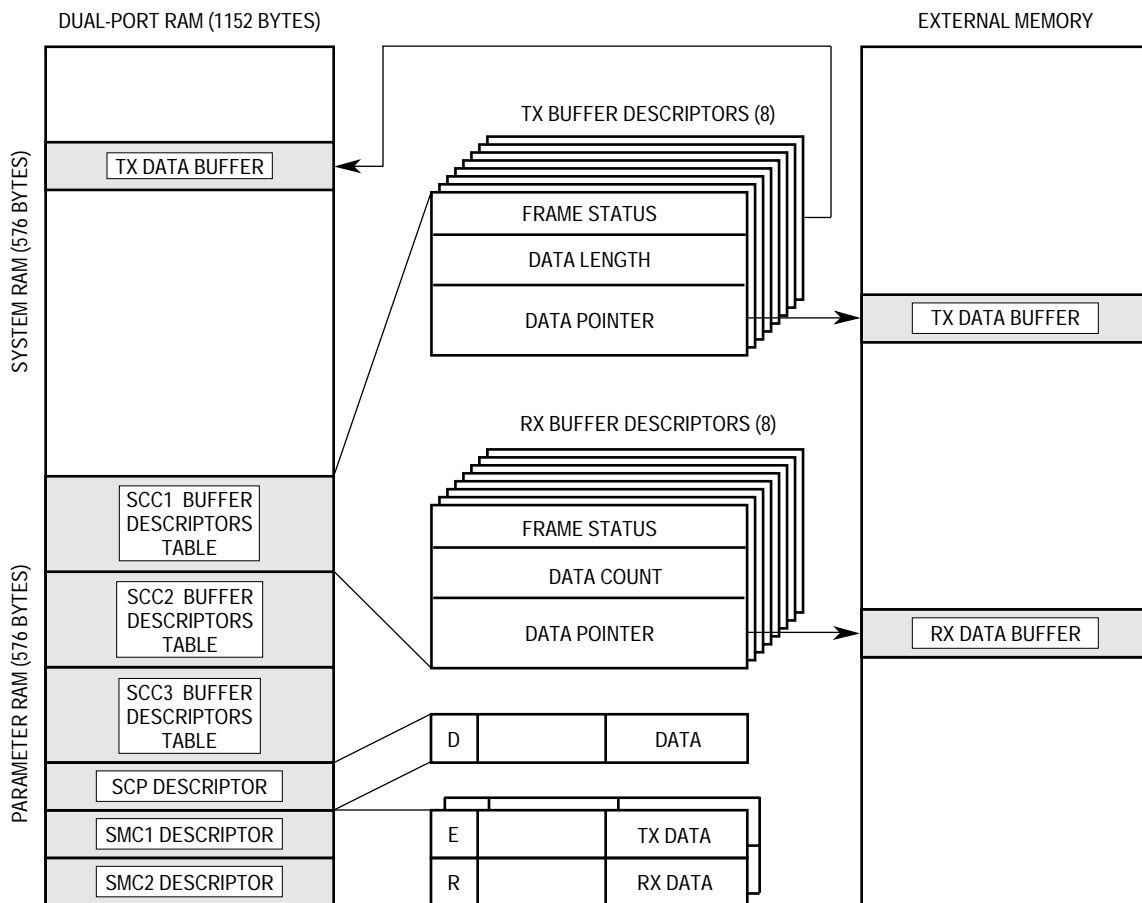 DUAL-PORT RAM (1152 BYTES)
EXTERNAL MEMORY
SYSTEM RAM (576 BYTES)
PARAMETER RAM (576 BYTES)
TX DATA BUFFER
SCC1 BUFFER
DESCRIPTORS
TABLE
SCC2 BUFFER
DESCRIPTORS
TABLE
SCC3 BUFFER
DESCRIPTORS
TABLE
SCP DESCRIPTOR
SMC1 DESCRIPTOR
SMC2 DESCRIPTOR
TX BUFFER DESCRIPTORS (8)
FRAME STATUS
DATA LENGTH
DATA POINTER
RX BUFFER DESCRIPTORS (8)
FRAME STATUS
DATA COUNT
DATA POINTER
D DATA
E TX DATA
R RX DATA
TX DATA BUFFER
RX DATA BUFFER